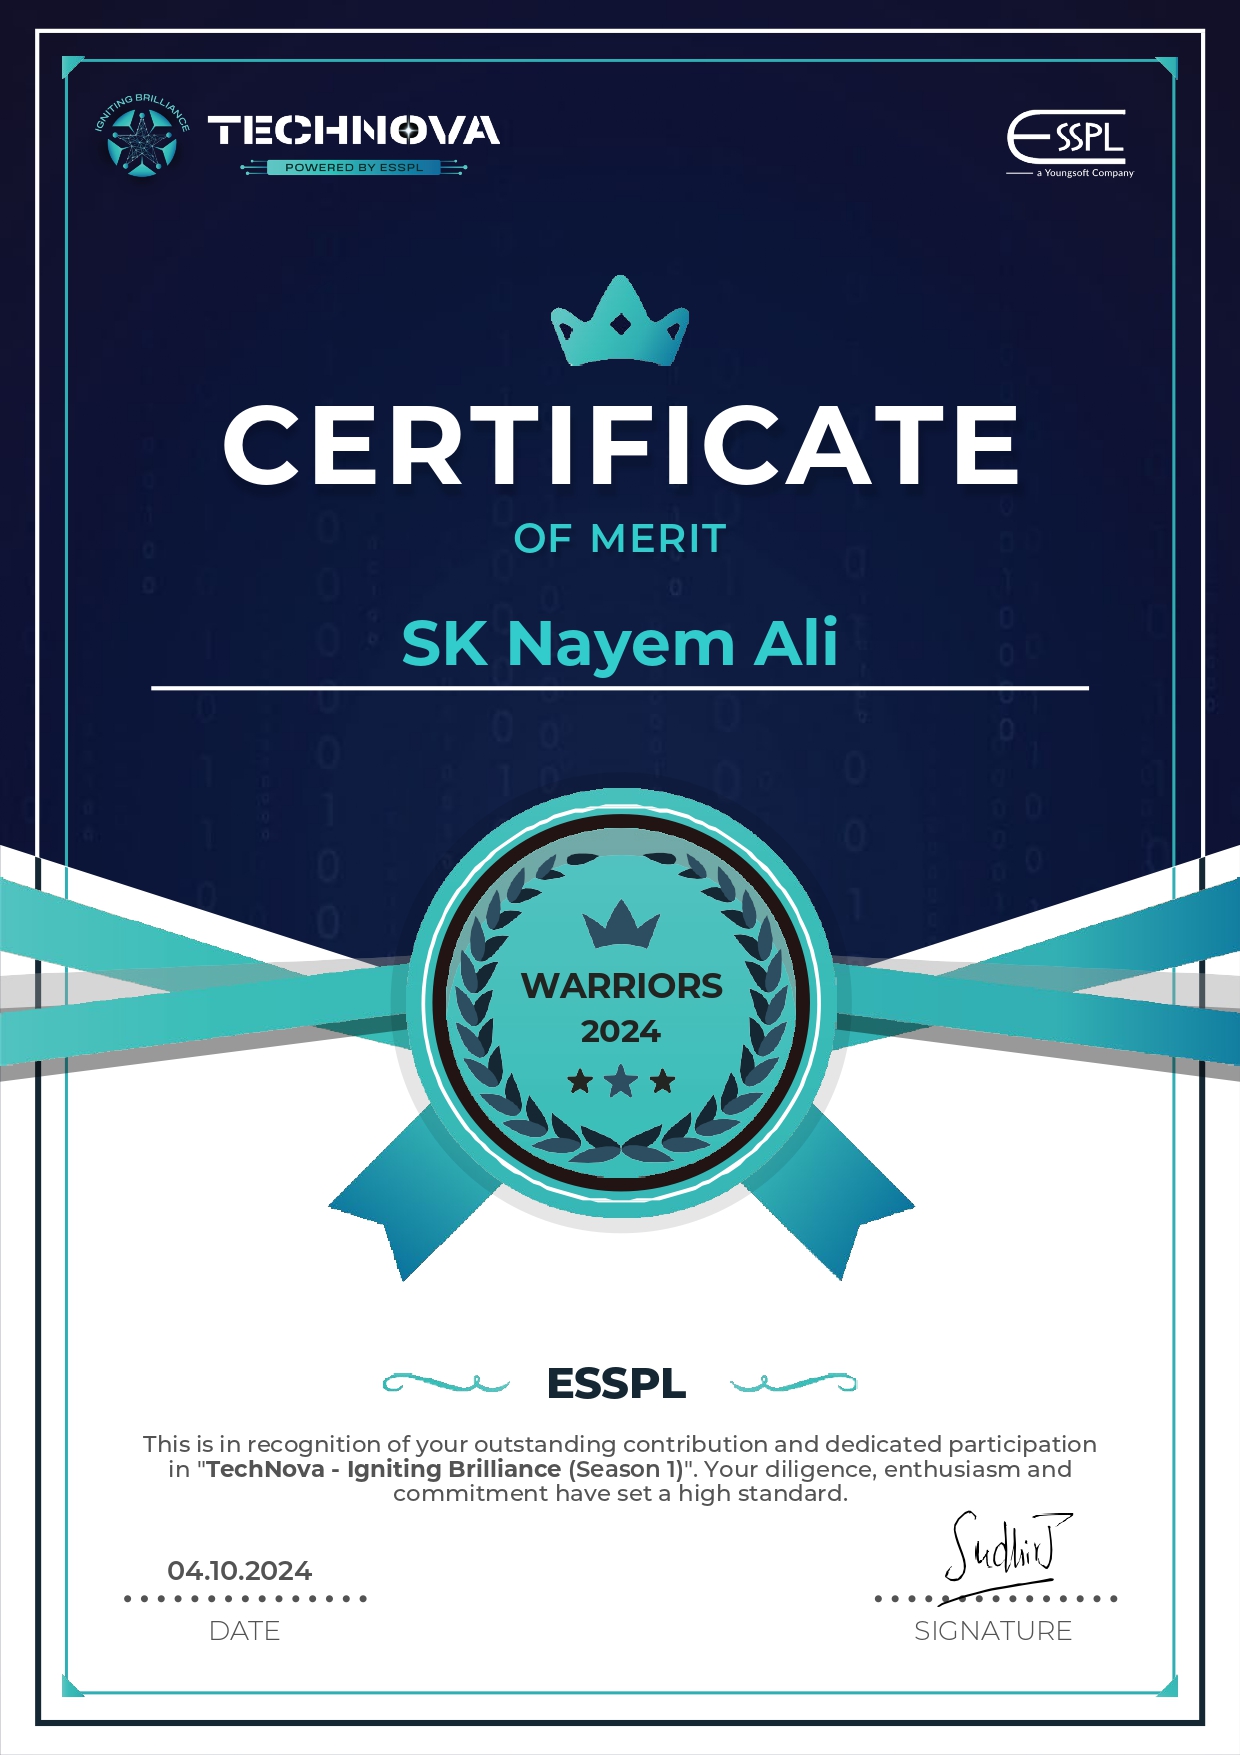 IGNITING BRILLIANCE
TECHNOVA
POWERED BY ESSPL
ESSPL
a Youngsoft Company
CERTIFICATE
OF MERIT
SK Nayem Ali
WARRIORS
2024
ESSPL
This is in recognition of your outstanding contribution and dedicated participation
in "TechNova - Igniting Brilliance (Season 1)". Your diligence, enthusiasm and
commitment have set a high standard.
SudhirJ
04.10.2024
DATE
SIGNATURE